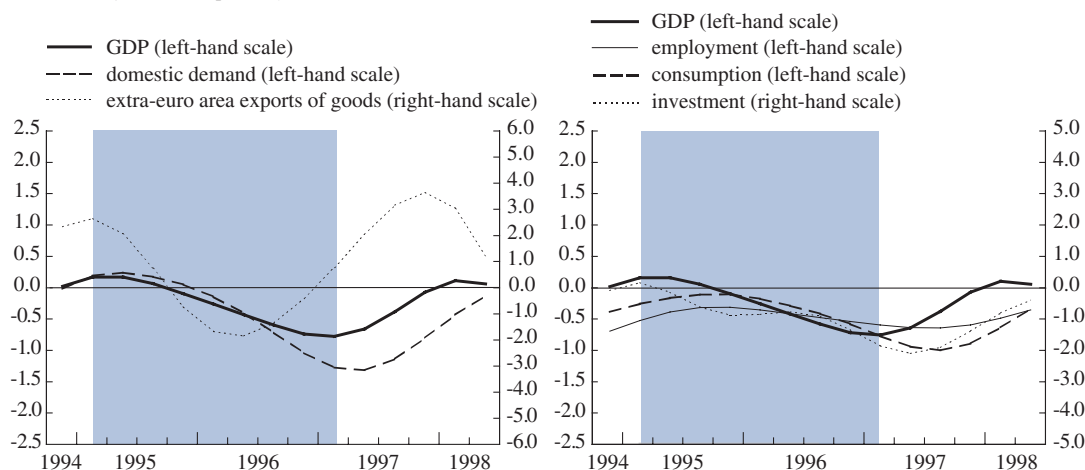 GDP (left-hand scale)
domestic demand (left-hand scale)
extra-euro area exports of goods (right-hand scale)
2.5 6.0
2.0 5.0
1.5 4.0
1.0 3.0
2.0
0.5 1.0
0.0 0.0
-0.5 -1.0
-1.0 -2.0
-3.0
-1.5 -4.0
-2.0 -5.0
-2.5 -6.0
1994 1995 1996 1997 1998
GDP (left-hand scale)
employment (left-hand scale)
consumption (left-hand scale)
investment (right-hand scale)
2.5 5.0
2.0 4.0
1.5 3.0
1.0 2.0
0.5 1.0
0.0 0.0
-0.5 -1.0
-1.0 -2.0
-1.5 -3.0
-2.0 -4.0
-2.5 -5.0
1994 1995 1996 1997 1998